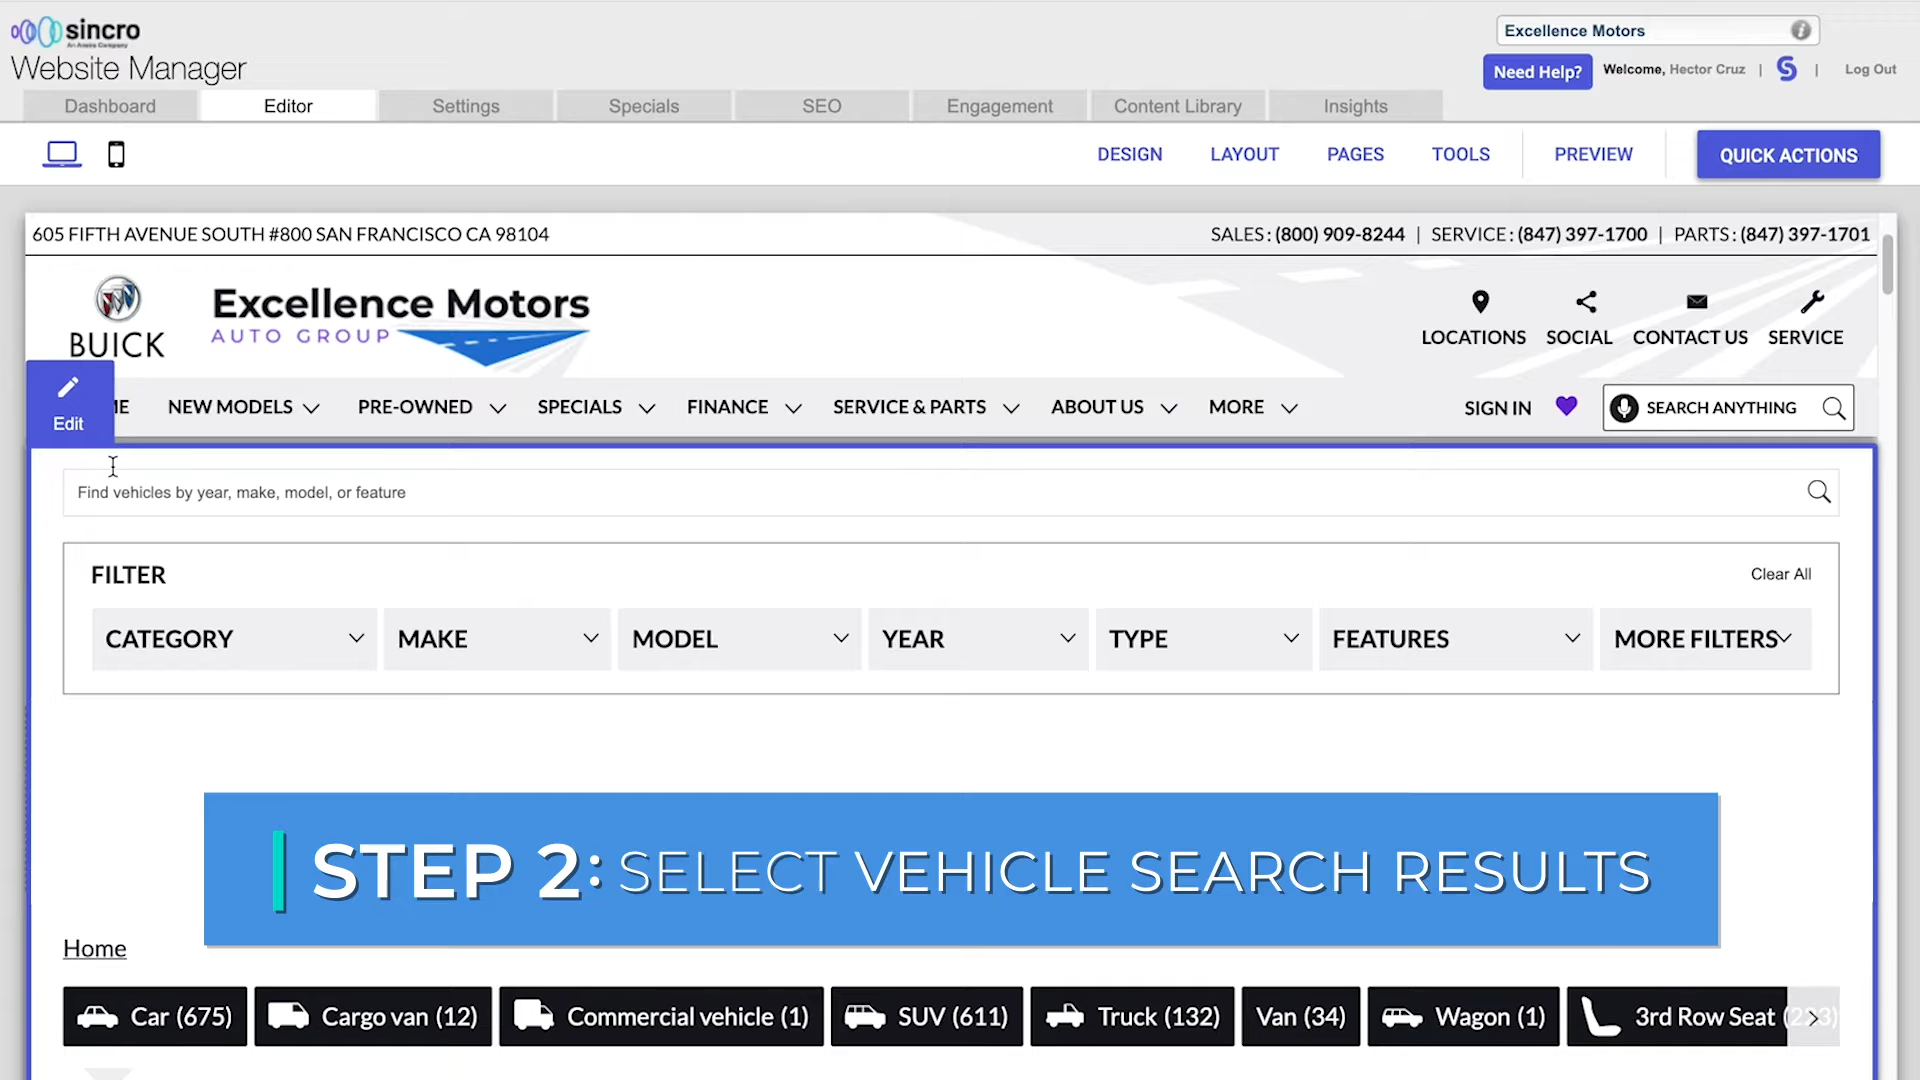 sincro
An Ansira Company
Website Manager
Excellence Motors
Need Help?
Welcome, Hector Cruz | | Log Out
Dashboard Editor Settings Specials SEO Engagement Content Library Insights
DESIGN LAYOUT PAGES TOOLS PREVIEW QUICK ACTIONS
605 FIFTH AVENUE SOUTH #800 SAN FRANCISCO CA 98104
SALES: (800) 909-8244 | SERVICE: (847) 397-1700 | PARTS: (847) 397-1701
BUICK
Excellence Motors
AUTO GROUP
LOCATIONS SOCIAL CONTACT US SERVICE
Edit
ME NEW MODELS PRE-OWNED SPECIALS FINANCE SERVICE & PARTS ABOUT US MORE SIGN IN SEARCH ANYTHING
Find vehicles by year, make, model, or feature
FILTER Clear All
CATEGORY MAKE MODEL YEAR TYPE FEATURES MORE FILTERS
STEP 2: SELECT VEHICLE SEARCH RESULTS
Home
Car (675) Cargo van (12) Commercial vehicle (1) SUV (611) Truck (132) Van (34) Wagon (1) 3rd Row Seat